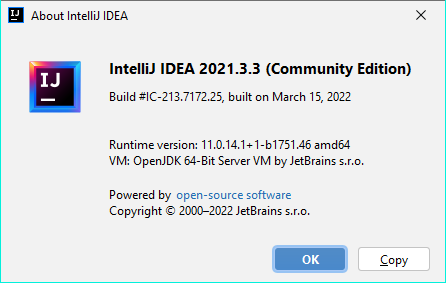 About IntelliJ IDEA
IJ
IntelliJ IDEA 2021.3.3 (Community Edition)
Build #IC-213.7172.25, built on March 15, 2022
Runtime version: 11.0.14.1+1-b1751.46 amd64
VM: OpenJDK 64-Bit Server VM by JetBrains s.r.o.
Powered by open-source software
Copyright © 2000–2022 JetBrains s.r.o.
OK
Copy